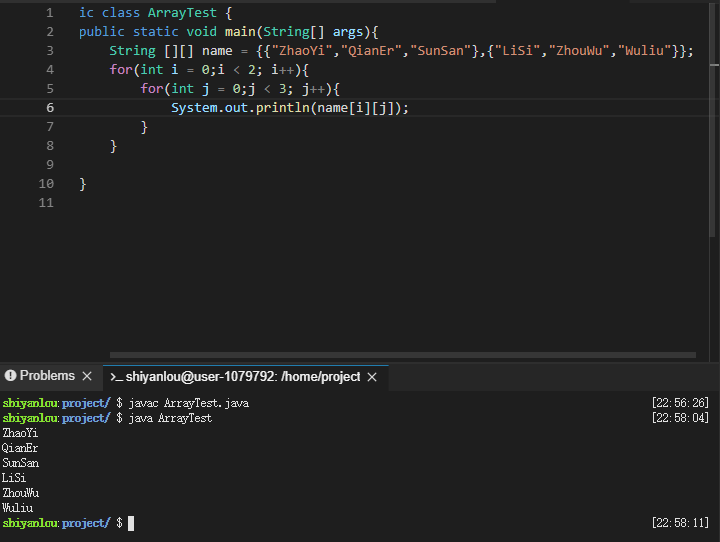 1 ic class ArrayTest {
2 public static void main(String[] args){
3 String [][] name = {{"ZhaoYi","QianEr","SunSan"},{"LiSi","ZhouWu","Wuliu"}};
4 for(int i = 0;i < 2; i++){
5 for(int j = 0;j < 3; j++){
6 System.out.println(name[i][j]);
7 }
8 }
9
10 }
11
Problems shiyanlou@user-1079792: /home/project
shiyanlou:project/ $ javac ArrayTest.java [22:56:26]
shiyanlou:project/ $ java ArrayTest [22:58:04]
ZhaoYi
QianEr
SunSan
LiSi
ZhouWu
Wuliu
shiyanlou:project/ $ [22:58:11]